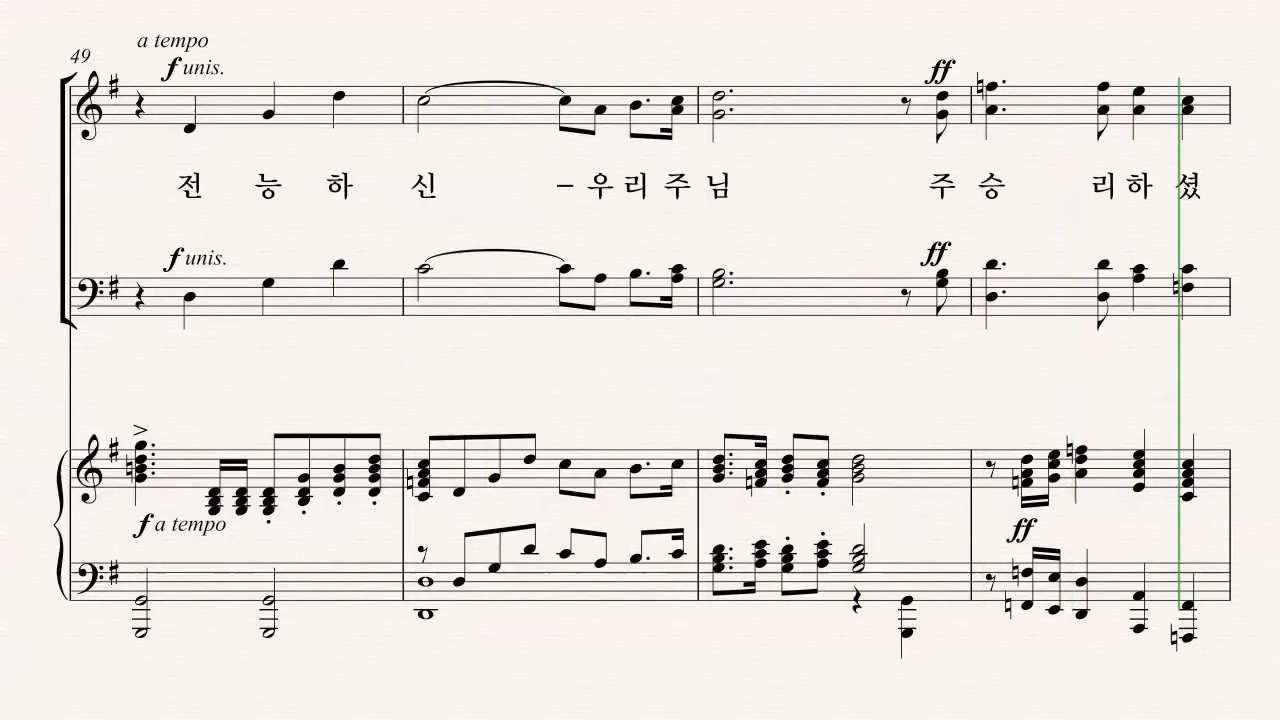 a tempo
49
f unis.
전 능 하 신 – 우 리 주 님 주 승 리 하 셨
ff
f unis.
ff
f a tempo
ff